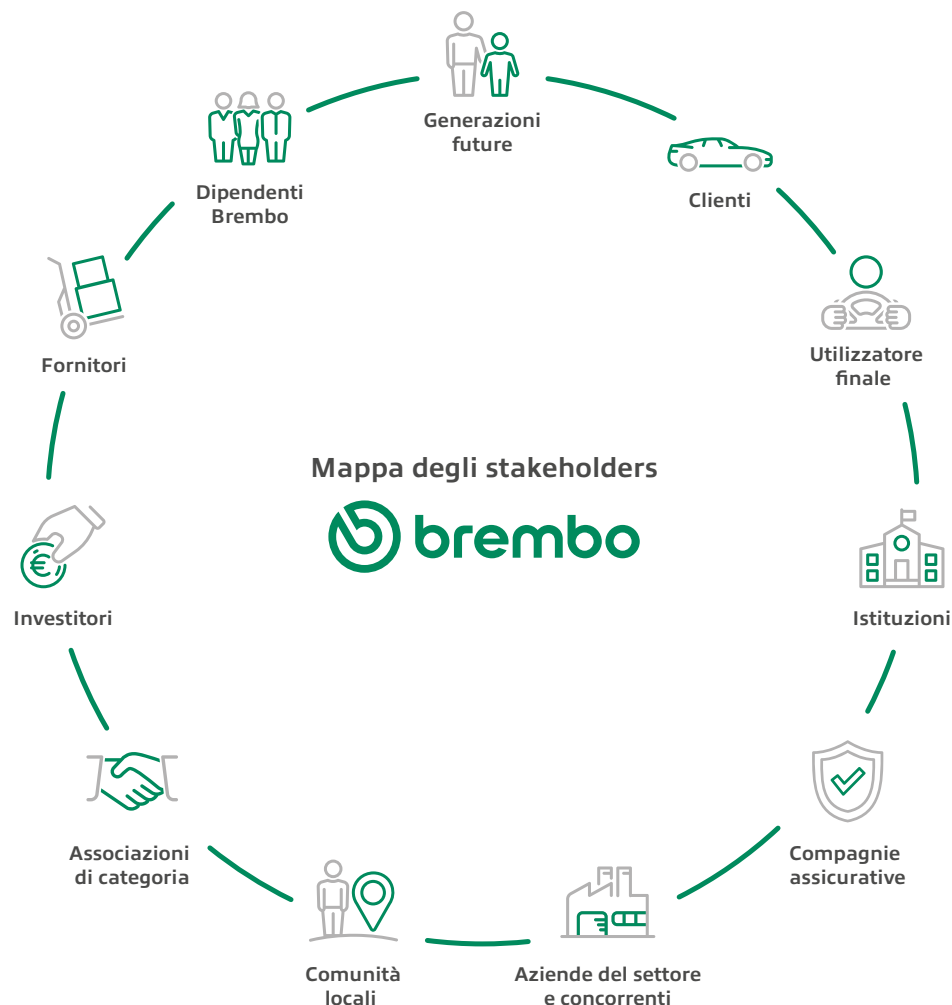 Generazioni
future
Dipendenti
Brembo
Clienti
Fornitori
Utilizzatore
finale
Mappa degli stakeholders
brembo
€
Investitori
Istituzioni
Associazioni
di categoria
Compagnie
assicurative
Comunità
locali
Aziende del settore
e concorrenti